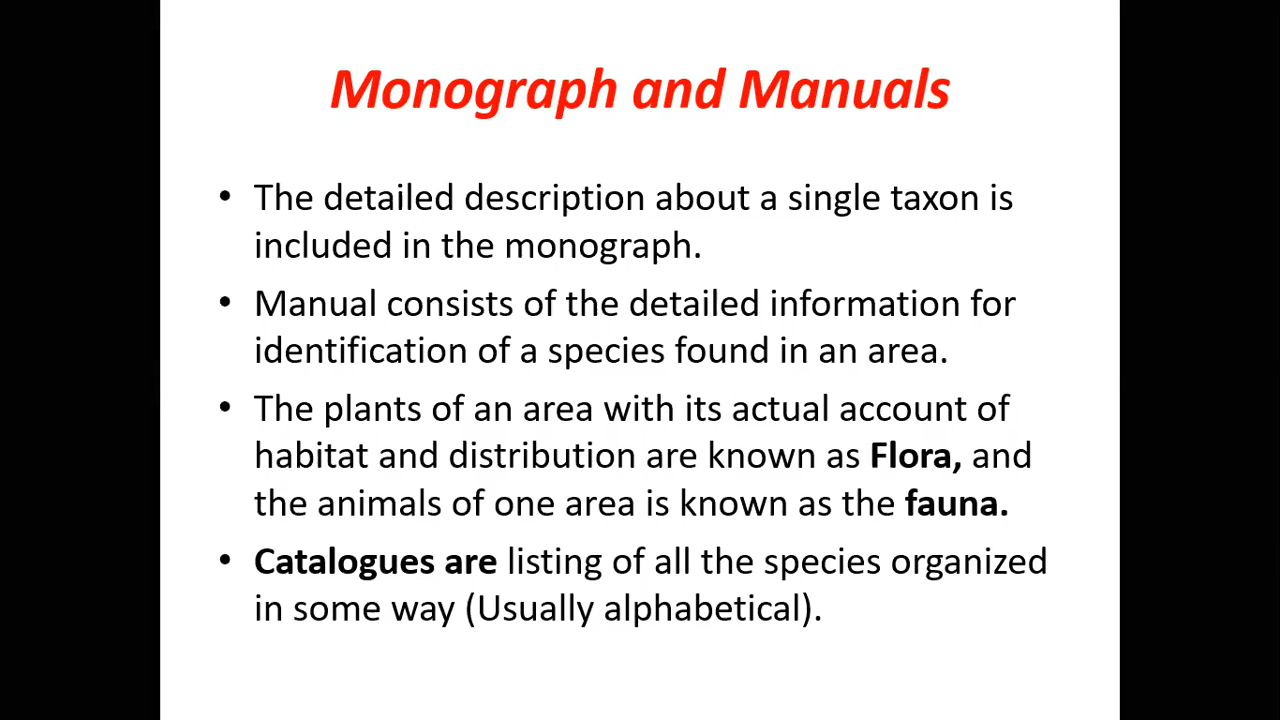 Monograph and Manuals
• The detailed description about a single taxon is
included in the monograph.
• Manual consists of the detailed information for
identification of a species found in an area.
• The plants of an area with its actual account of
habitat and distribution are known as Flora, and
the animals of one area is known as the fauna.
• Catalogues are listing of all the species organized
in some way (Usually alphabetical).